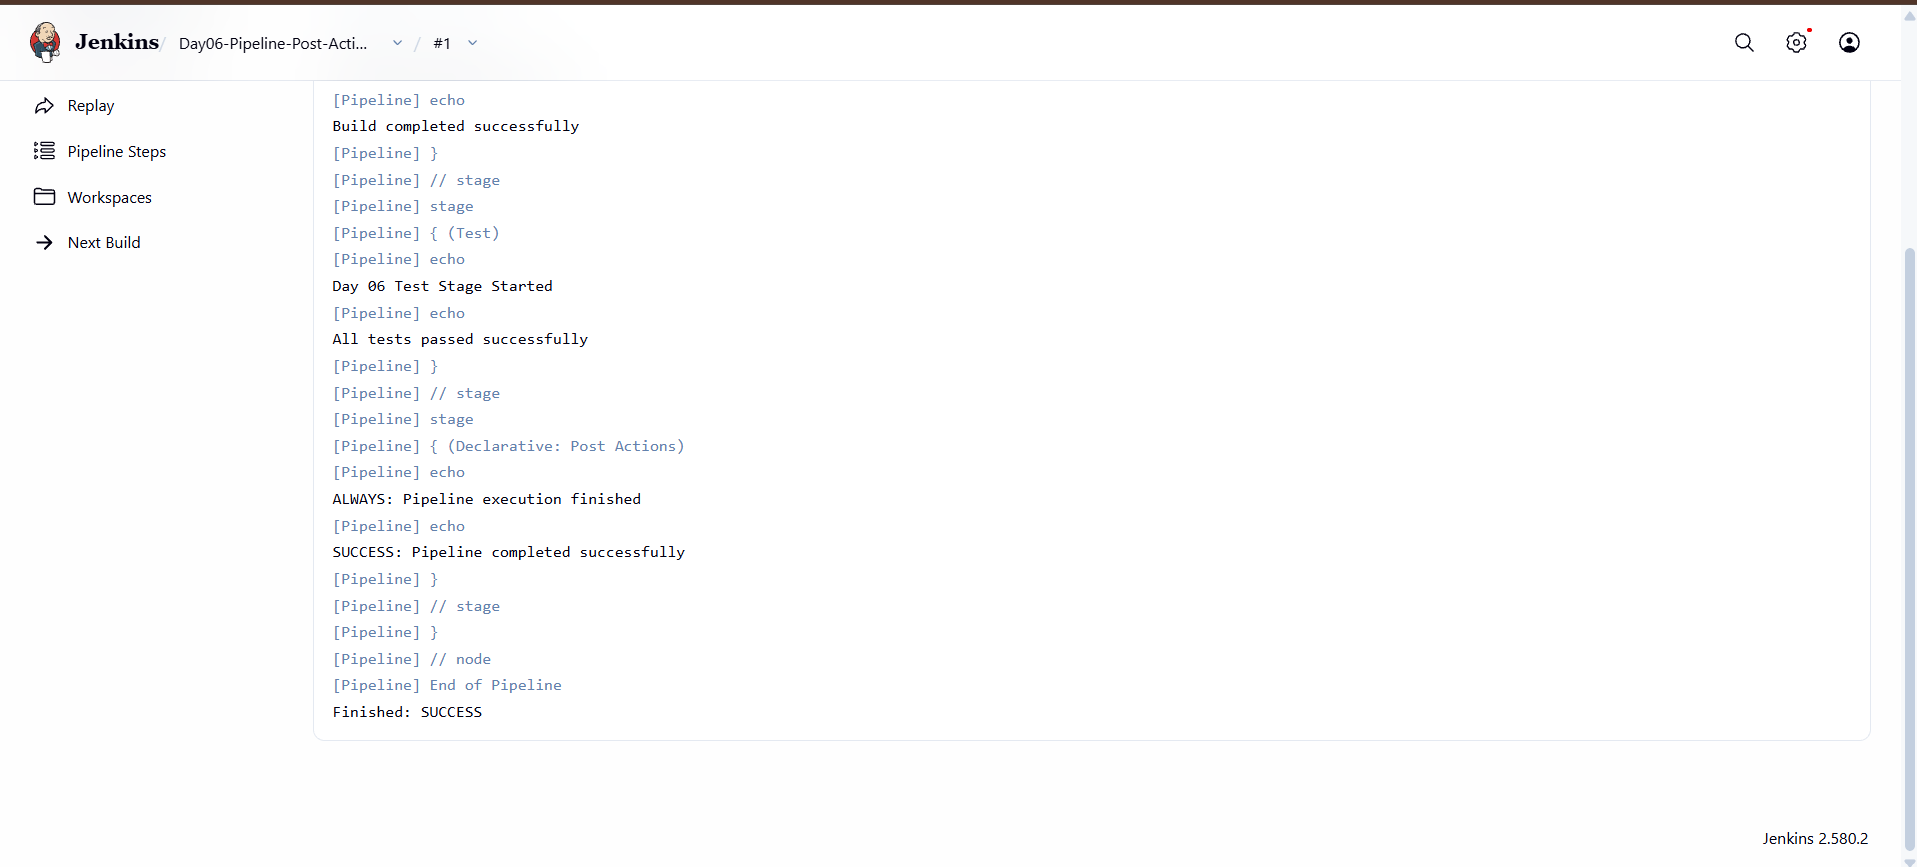 Jenkins / Day06-Pipeline-Post-Acti... / #1
Replay
Pipeline Steps
Workspaces
Next Build
[Pipeline] echo
Build completed successfully
[Pipeline] }
[Pipeline] // stage
[Pipeline] stage
[Pipeline] { (Test)
[Pipeline] echo
Day 06 Test Stage Started
[Pipeline] echo
All tests passed successfully
[Pipeline] }
[Pipeline] // stage
[Pipeline] stage
[Pipeline] { (Declarative: Post Actions)
[Pipeline] echo
ALWAYS: Pipeline execution finished
[Pipeline] echo
SUCCESS: Pipeline completed successfully
[Pipeline] }
[Pipeline] // stage
[Pipeline] }
[Pipeline] // node
[Pipeline] End of Pipeline
Finished: SUCCESS
Jenkins 2.580.2